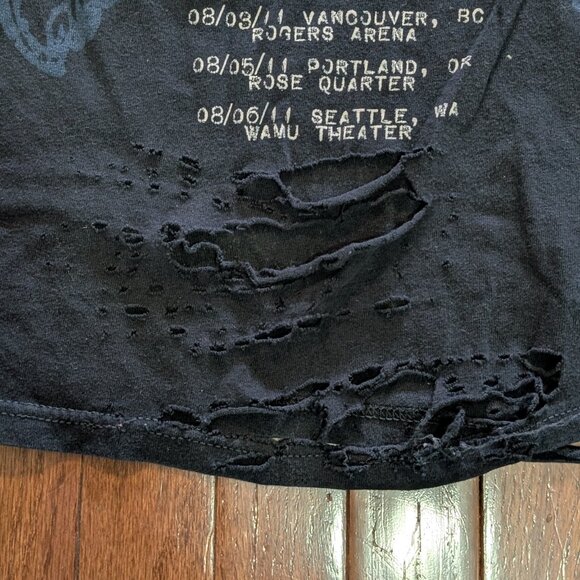 08/03/11 VANCOUVER, BC
ROGERS ARENA
08/05/11 PORTLAND, OR
ROSE QUARTER
08/06/11 SEATTLE, WA
WAMU THEATER